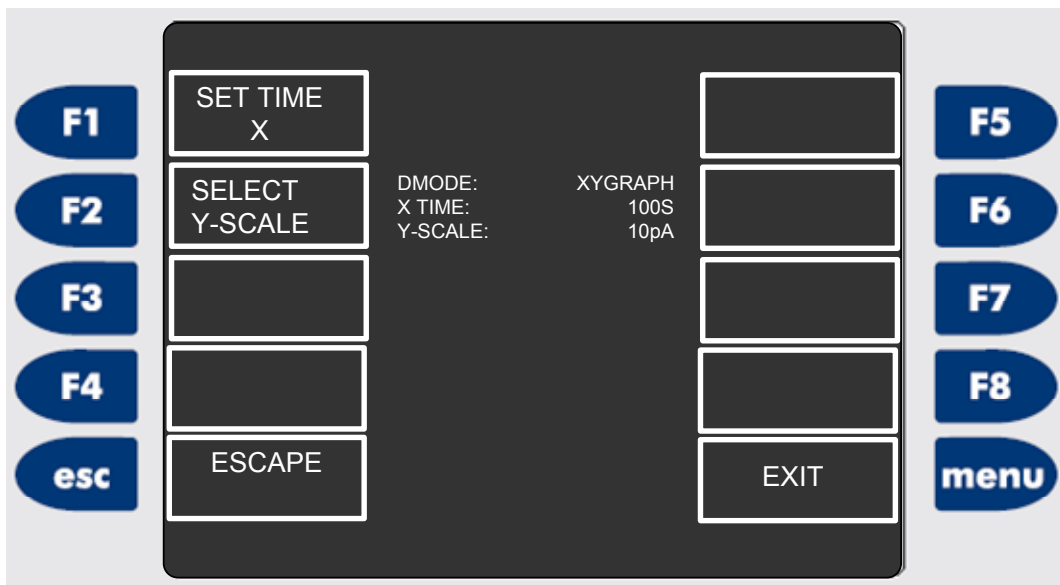 F1
SET TIME
X
F5
F2
SELECT
Y-SCALE
DMODE: XYGRAPH
X TIME: 100S
Y-SCALE: 10pA
F6
F3
F7
F4
F8
esc
ESCAPE
EXIT
menu